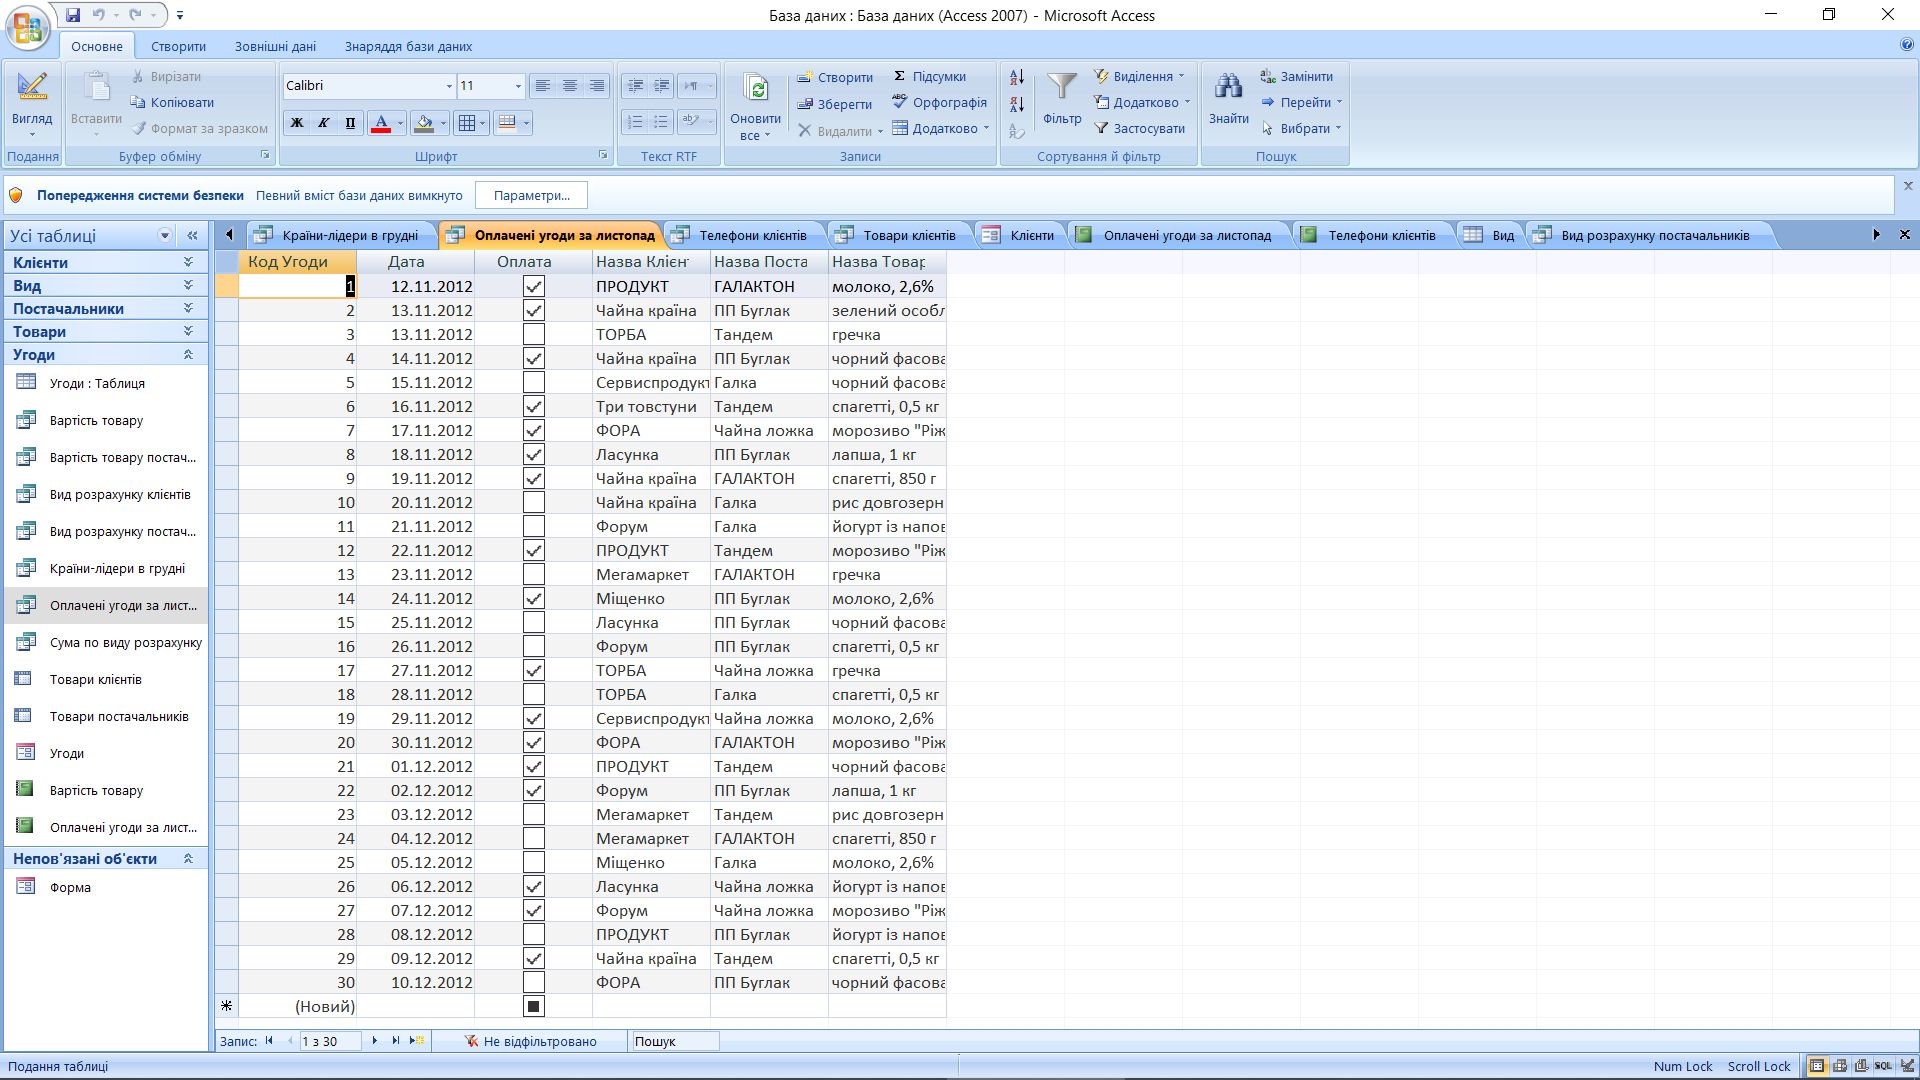 База даних : База даних (Access 2007) - Microsoft Access
Основне Створити Зовнішні дані Знаряддя бази даних
Вигляд
Подання
Вставити
Вирізати
Копіювати
Формат за зразком
Буфер обміну
Calibri 11
Ж К П
Шрифт
Текст RTF
Оновити все
Створити
Зберегти
Видалити
Підсумки
Орфографія
Додатково
Записи
Фільтр
Виділення
Додатково
Застосувати
Сортування й фільтр
Знайти
Замінити
Перейти
Вибрати
Пошук
Попередження системи безпеки Певний вміст бази даних вимкнуто Параметри...
Усі таблиці
Клієнти
Вид
Постачальники
Товари
Угоди
Угоди : Таблиця
Вартість товару
Вартість товару постач...
Вид розрахунку клієнтів
Вид розрахунку постач...
Країни-лідери в грудні
Оплачені угоди за лист...
Сума по виду розрахунку
Товари клієнтів
Товари постачальників
Угоди
Вартість товару
Оплачені угоди за лист...
Непов'язані об'єкти
Форма
Країни-лідери в грудні Оплачені угоди за листопад Телефони клієнтів Товари клієнтів Клієнти Оплачені угоди за листопад Телефони клієнтів Вид Вид розрахунку постачальників
Код Угоди Дата Оплата Назва Клієн Назва Поста Назва Товар
1 12.11.2012 ПРОДУКТ ГАЛАКТОН молоко, 2,6%
2 13.11.2012 Чайна країна ПП Буглак зелений особл
3 13.11.2012 ТОРБА Тандем гречка
4 14.11.2012 Чайна країна ПП Буглак чорний фасова
5 15.11.2012 Сервиспродукт Галка чорний фасова
6 16.11.2012 Три товстуни Тандем спагетті, 0,5 кг
7 17.11.2012 ФОРА Чайна ложка морозиво "Ріж
8 18.11.2012 Ласунка ПП Буглак лапша, 1 кг
9 19.11.2012 Чайна країна ГАЛАКТОН спагетті, 850 г
10 20.11.2012 Чайна країна Галка рис довгозерн
11 21.11.2012 Форум Галка йогурт із напов
12 22.11.2012 ПРОДУКТ Тандем морозиво "Ріж
13 23.11.2012 Мегамаркет ГАЛАКТОН гречка
14 24.11.2012 Міщенко ПП Буглак молоко, 2,6%
15 25.11.2012 Ласунка ПП Буглак чорний фасова
16 26.11.2012 Форум ПП Буглак спагетті, 0,5 кг
17 27.11.2012 ТОРБА Чайна ложка гречка
18 28.11.2012 ТОРБА Галка спагетті, 0,5 кг
19 29.11.2012 Сервиспродукт Чайна ложка молоко, 2,6%
20 30.11.2012 ФОРА ГАЛАКТОН морозиво "Ріж
21 01.12.2012 ПРОДУКТ Тандем чорний фасова
22 02.12.2012 Форум ПП Буглак лапша, 1 кг
23 03.12.2012 Мегамаркет Тандем рис довгозерн
24 04.12.2012 Мегамаркет ГАЛАКТОН спагетті, 850 г
25 05.12.2012 Міщенко Галка молоко, 2,6%
26 06.12.2012 Ласунка Чайна ложка йогурт із напов
27 07.12.2012 Форум Чайна ложка морозиво "Ріж
28 08.12.2012 ПРОДУКТ ПП Буглак йогурт із напов
29 09.12.2012 Чайна країна Тандем спагетті, 0,5 кг
30 10.12.2012 ФОРА ПП Буглак чорний фасова
(Новий)
Запис: 1 з 30 Не відфільтровано Пошук
Подання таблиці Num Lock Scroll Lock SQL